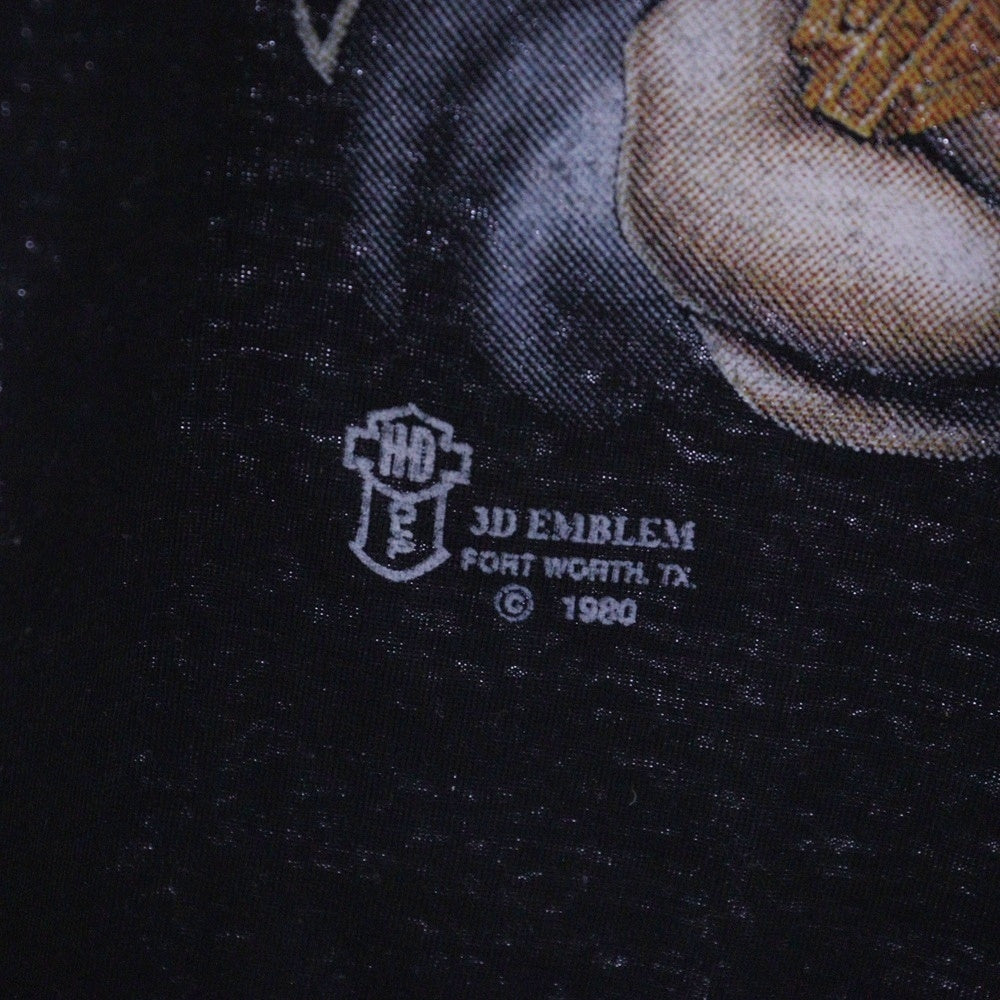 H-D
3D EMBLEM
FORT WORTH, TX.
© 1980